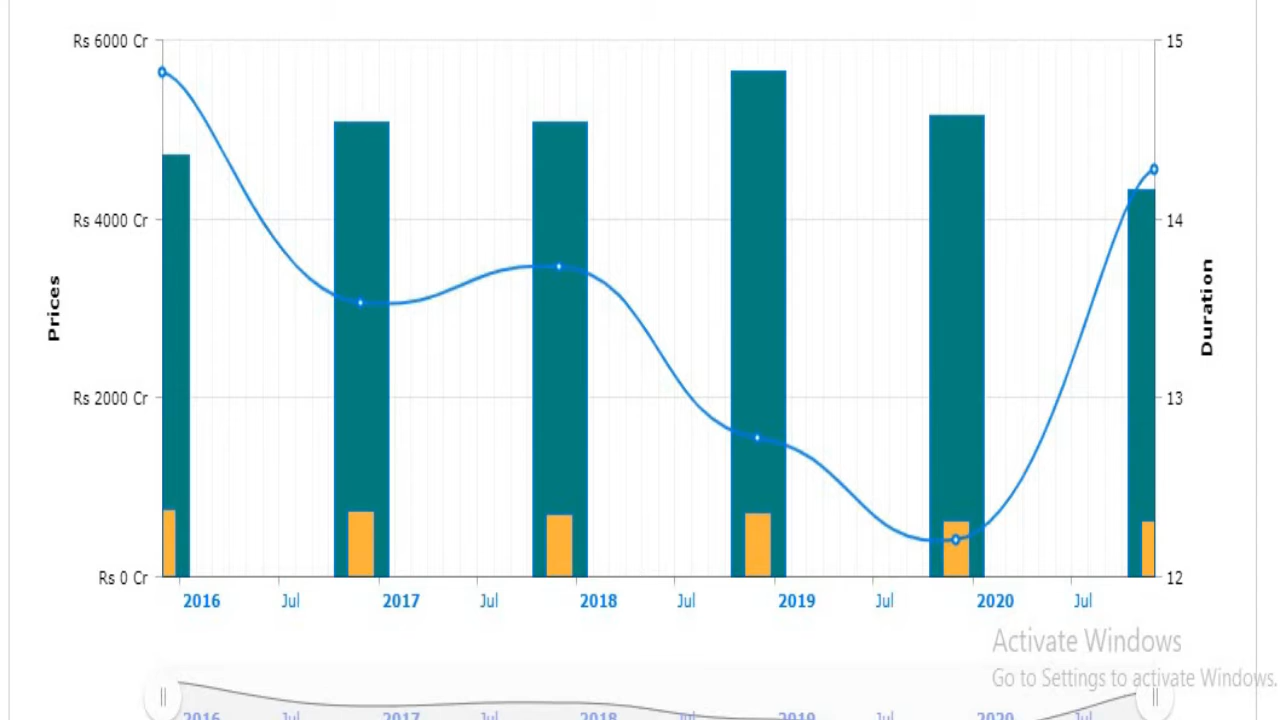 Rs 6000 Cr
15
Rs 4000 Cr
14
Prices
Duration
Rs 2000 Cr
13
Rs 0 Cr
12
2016 Jul 2017 Jul 2018 Jul 2019 Jul 2020 Jul
Activate Windows
Go to Settings to activate Windows.
2016 Jul 2017 Jul 2018 Jul 2019 Jul 2020 Jul